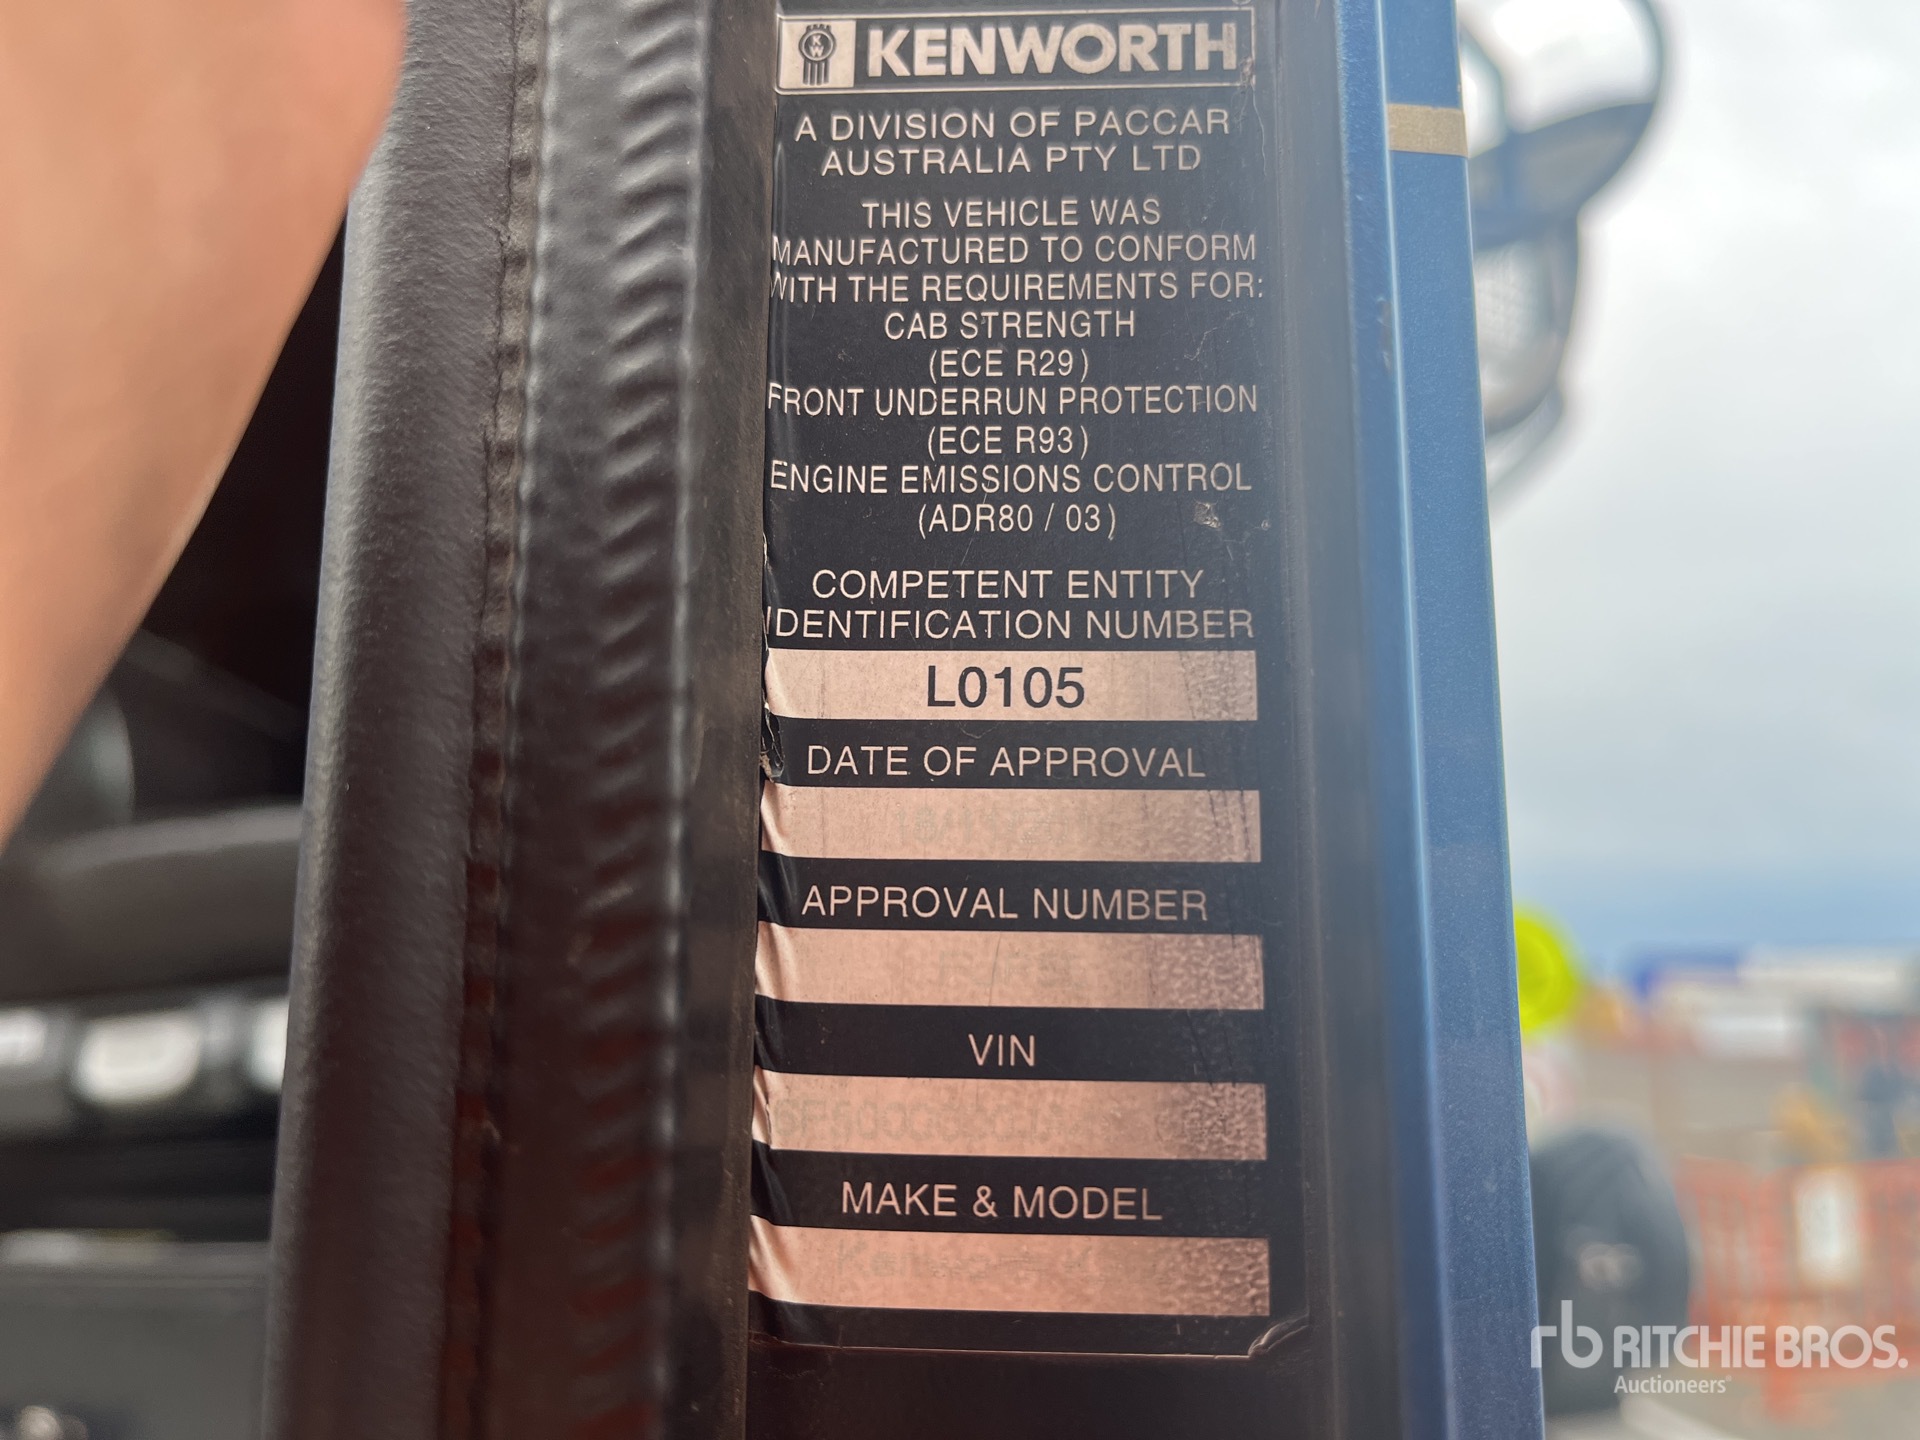 KW KENWORTH
A DIVISION OF PACCAR
AUSTRALIA PTY LTD
THIS VEHICLE WAS
MANUFACTURED TO CONFORM
WITH THE REQUIREMENTS FOR:
CAB STRENGTH
(ECE R29)
FRONT UNDERRUN PROTECTION
(ECE R93)
ENGINE EMISSIONS CONTROL
(ADR80 / 03)
COMPETENT ENTITY
IDENTIFICATION NUMBER
L0105
DATE OF APPROVAL
APPROVAL NUMBER
VIN
MAKE & MODEL
rb RITCHIE BROS.
Auctioneers